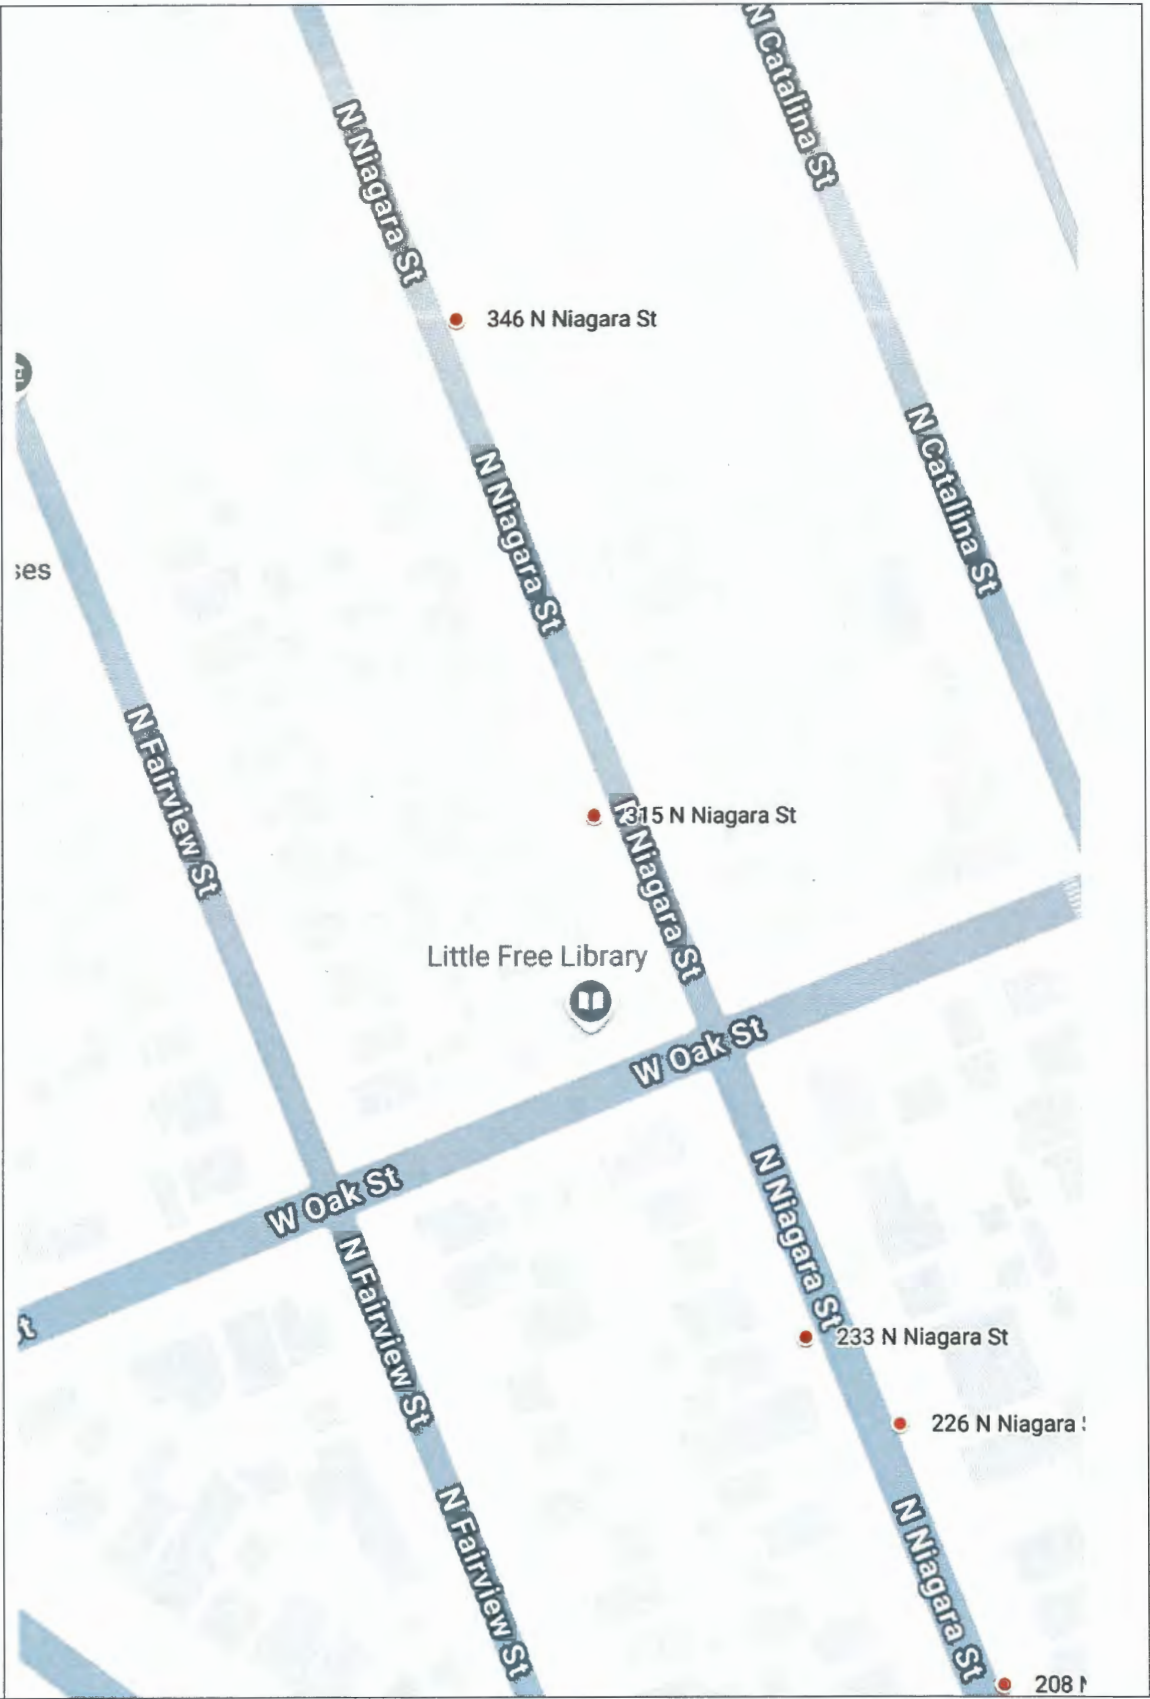 N Catalina St
N Niagara St
346 N Niagara St
N Catalina St
N Niagara St
ses
N Fairview St
315 N Niagara St
N Niagara St
Little Free Library
W Oak St
W Oak St
N Niagara St
N Fairview St
t
233 N Niagara St
226 N Niagara
N Fairview St
N Niagara St
208 N